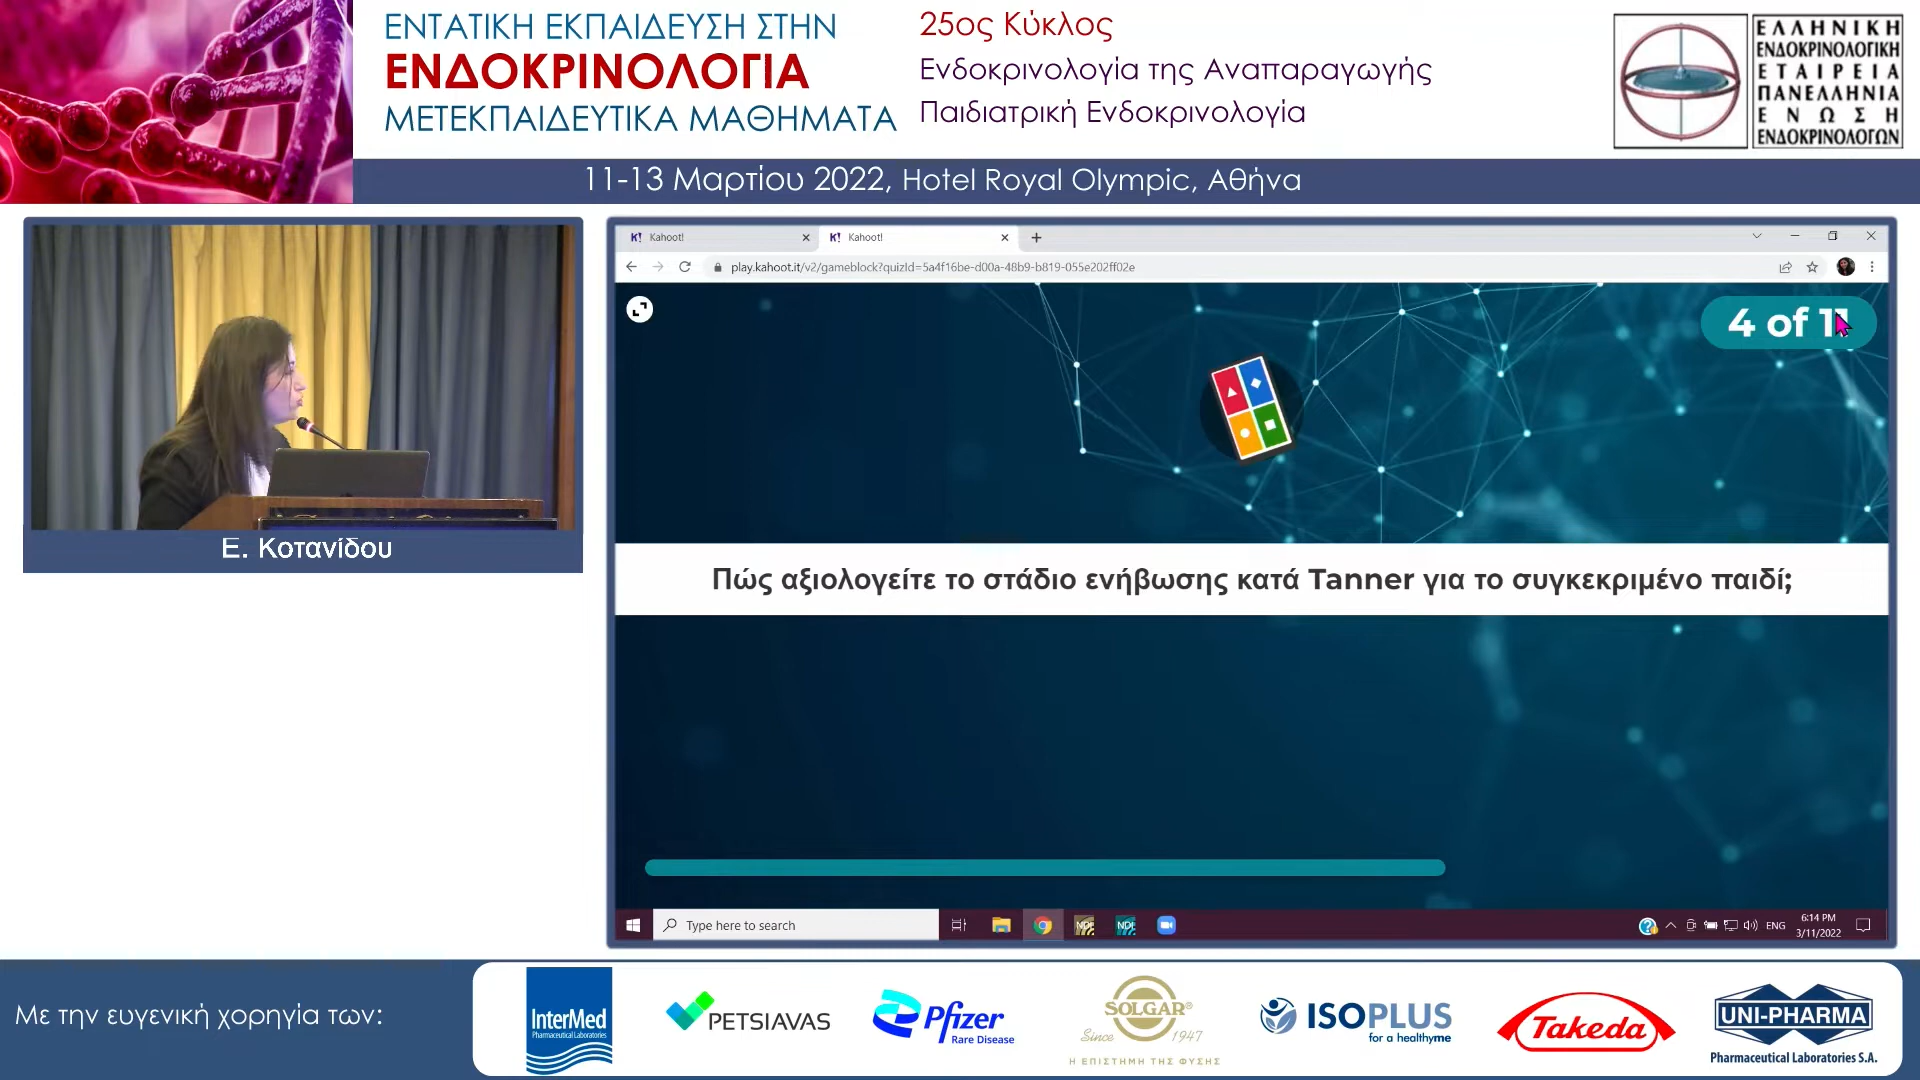 ΕΝΤΑΤΙΚΗ ΕΚΠΑΙΔΕΥΣΗ ΣΤΗΝ
ΕΝΔΟΚΡΙΝΟΛΟΓΙΑ
ΜΕΤΕΚΠΑΙΔΕΥΤΙΚΑ ΜΑΘΗΜΑΤΑ
25ος Κύκλος
Ενδοκρινολογία της Αναπαραγωγής
Παιδιατρική Ενδοκρινολογία
ΕΛΛΗΝΙΚΗ
ΕΝΔΟΚΡΙΝΟΛΟΓΙΚΗ
ΕΤΑΙΡΕΙΑ
ΠΑΝΕΛΛΗΝΙΑ
ΕΝΩΣΗ
ΕΝΔΟΚΡΙΝΟΛΟΓΩΝ
11-13 Μαρτίου 2022, Hotel Royal Olympic, Αθήνα
Ε. Κοτανίδου
K! Kahoot!
K! Kahoot!
play.kahoot.it/v2/gameblock?quizId=5a4f16be-d00a-48b9-b819-055e202ff02e
4 of 11
Πώς αξιολογείτε το στάδιο ενήβωσης κατά Tanner για το συγκεκριμένο παιδί;
Type here to search
NDI
NDI
ENG
6:14 PM
3/11/2022
Με την ευγενική χορηγία των:
InterMed
Pharmaceutical Laboratories
PETSIAVAS
Pfizer
Rare Disease
SOLGAR®
Since 1947
Η ΕΠΙΣΤΗΜΗ ΤΗΣ ΦΥΣΗΣ
ISOPLUS
for a healthyme
Takeda
UNI-PHARMA
Pharmaceutical Laboratories S.A.